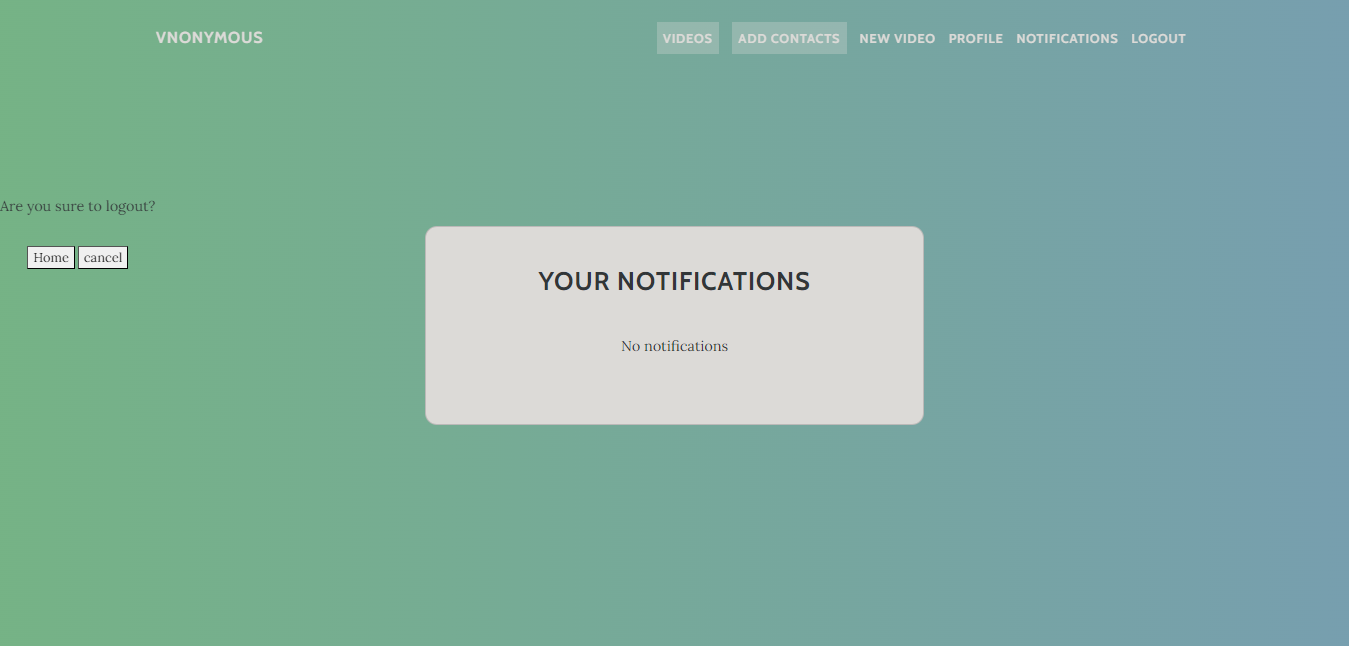 VNONYMOUS
VIDEOS ADD CONTACTS NEW VIDEO PROFILE NOTIFICATIONS LOGOUT
Are you sure to logout?
Home cancel
YOUR NOTIFICATIONS
No notifications